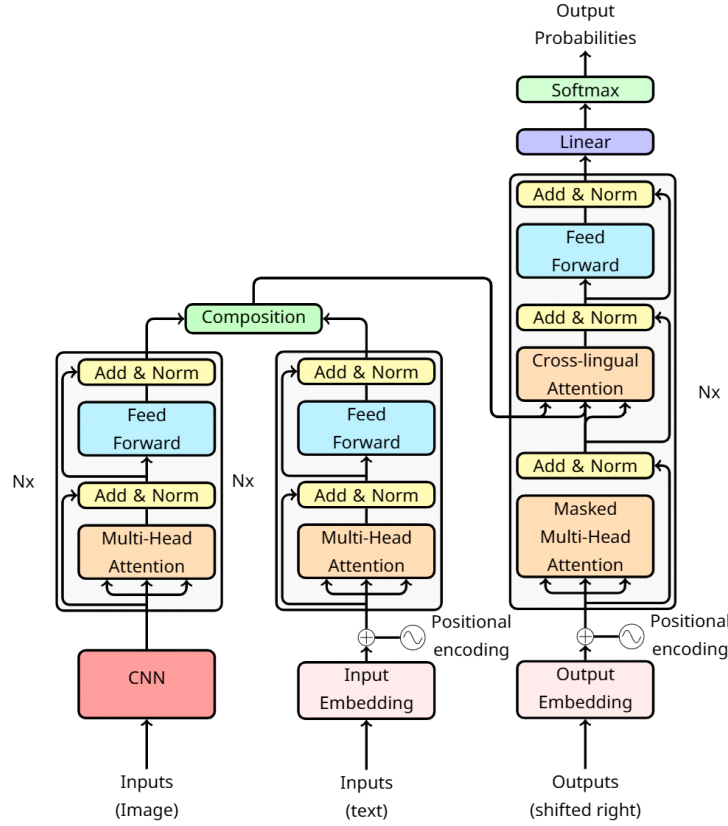 Output
Probabilities
Softmax
Linear
Add & Norm
Feed
Forward
Add & Norm
Cross-lingual
Attention
Nx
Add & Norm
Masked
Multi-Head
Attention
Positional
encoding
Output
Embedding
Outputs
(shifted right)
Composition
Add & Norm
Feed
Forward
Nx
Add & Norm
Multi-Head
Attention
CNN
Inputs
(Image)
Add & Norm
Feed
Forward
Nx
Add & Norm
Multi-Head
Attention
Positional
encoding
Input
Embedding
Inputs
(text)